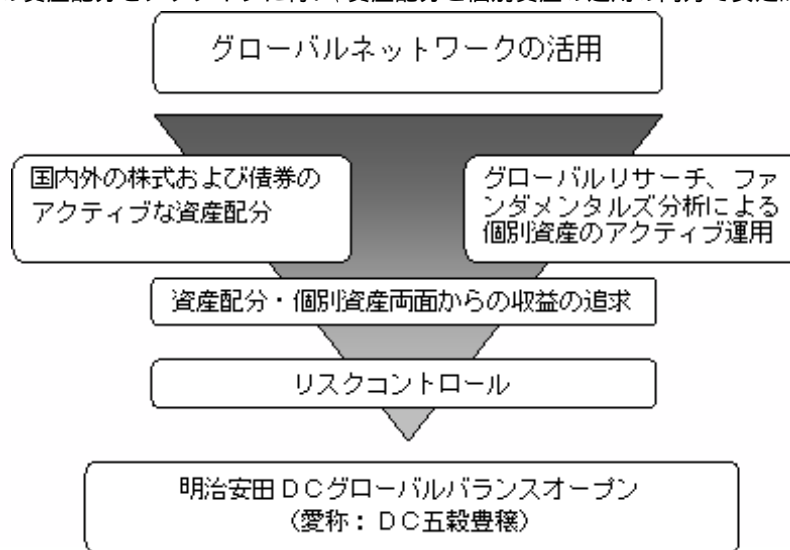 グローバルネットワークの活用
国内外の株式および債券の
アクティブな資産配分
グローバルリサーチ、ファ
ンダメンタルズ分析による
個別資産のアクティブ運用
資産配分・個別資産両面からの収益の追求
リスクコントロール
明治安田DCグローバルバランスオープン
(愛称:DC五穀豊穣)